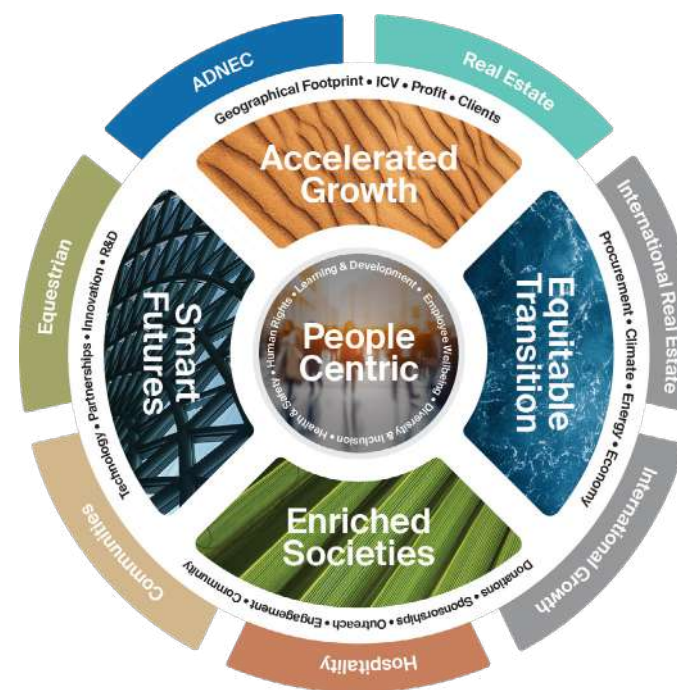 ADNEC
Real Estate
International Real Estate
International Growth
Hospitality
Communities
Equestrian
Geographical Footprint • ICV • Profit • Clients
Procurement • Climate • Energy • Economy
Donations • Sponsorships • Outreach • Engagement • Community
Technology • Partnerships • Innovation • R&D
Accelerated
Growth
Equitable
Transition
Enriched
Societies
Smart
Futures
People
Centric
Human Rights • Learning & Development • Employee Wellbeing • Diversity & Inclusion • Health & Safety •